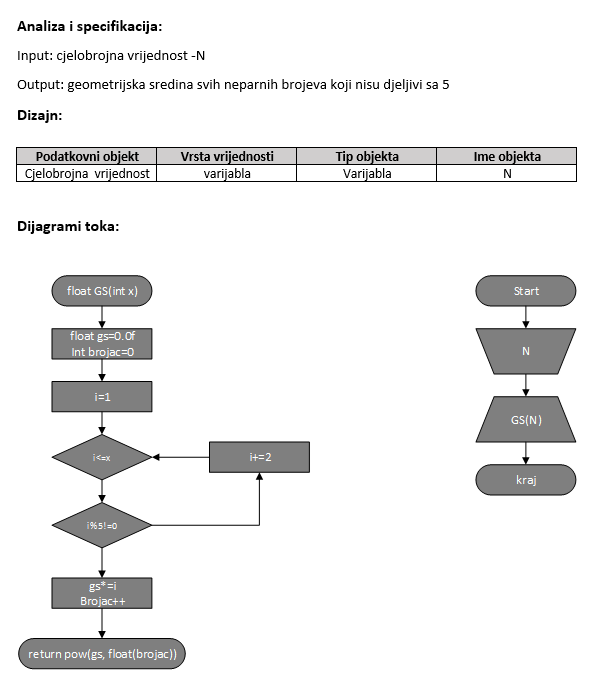 Analiza i specifikacija:
Input: cjelobrojna vrijednost -N
Output: geometrijska sredina svih neparnih brojeva koji nisu djeljivi sa 5
Dizajn:
Podatkovni objekt Vrsta vrijednosti Tip objekta Ime objekta
Cjelobrojna vrijednost varijabla Varijabla N
Dijagrami toka:
float GS(int x)
float gs=0.0f
Int brojac=0
i=1
i<=x
i+=2
i%5!=0
gs*=i
Brojac++
return pow(gs, float(brojac))
Start
N
GS(N)
kraj